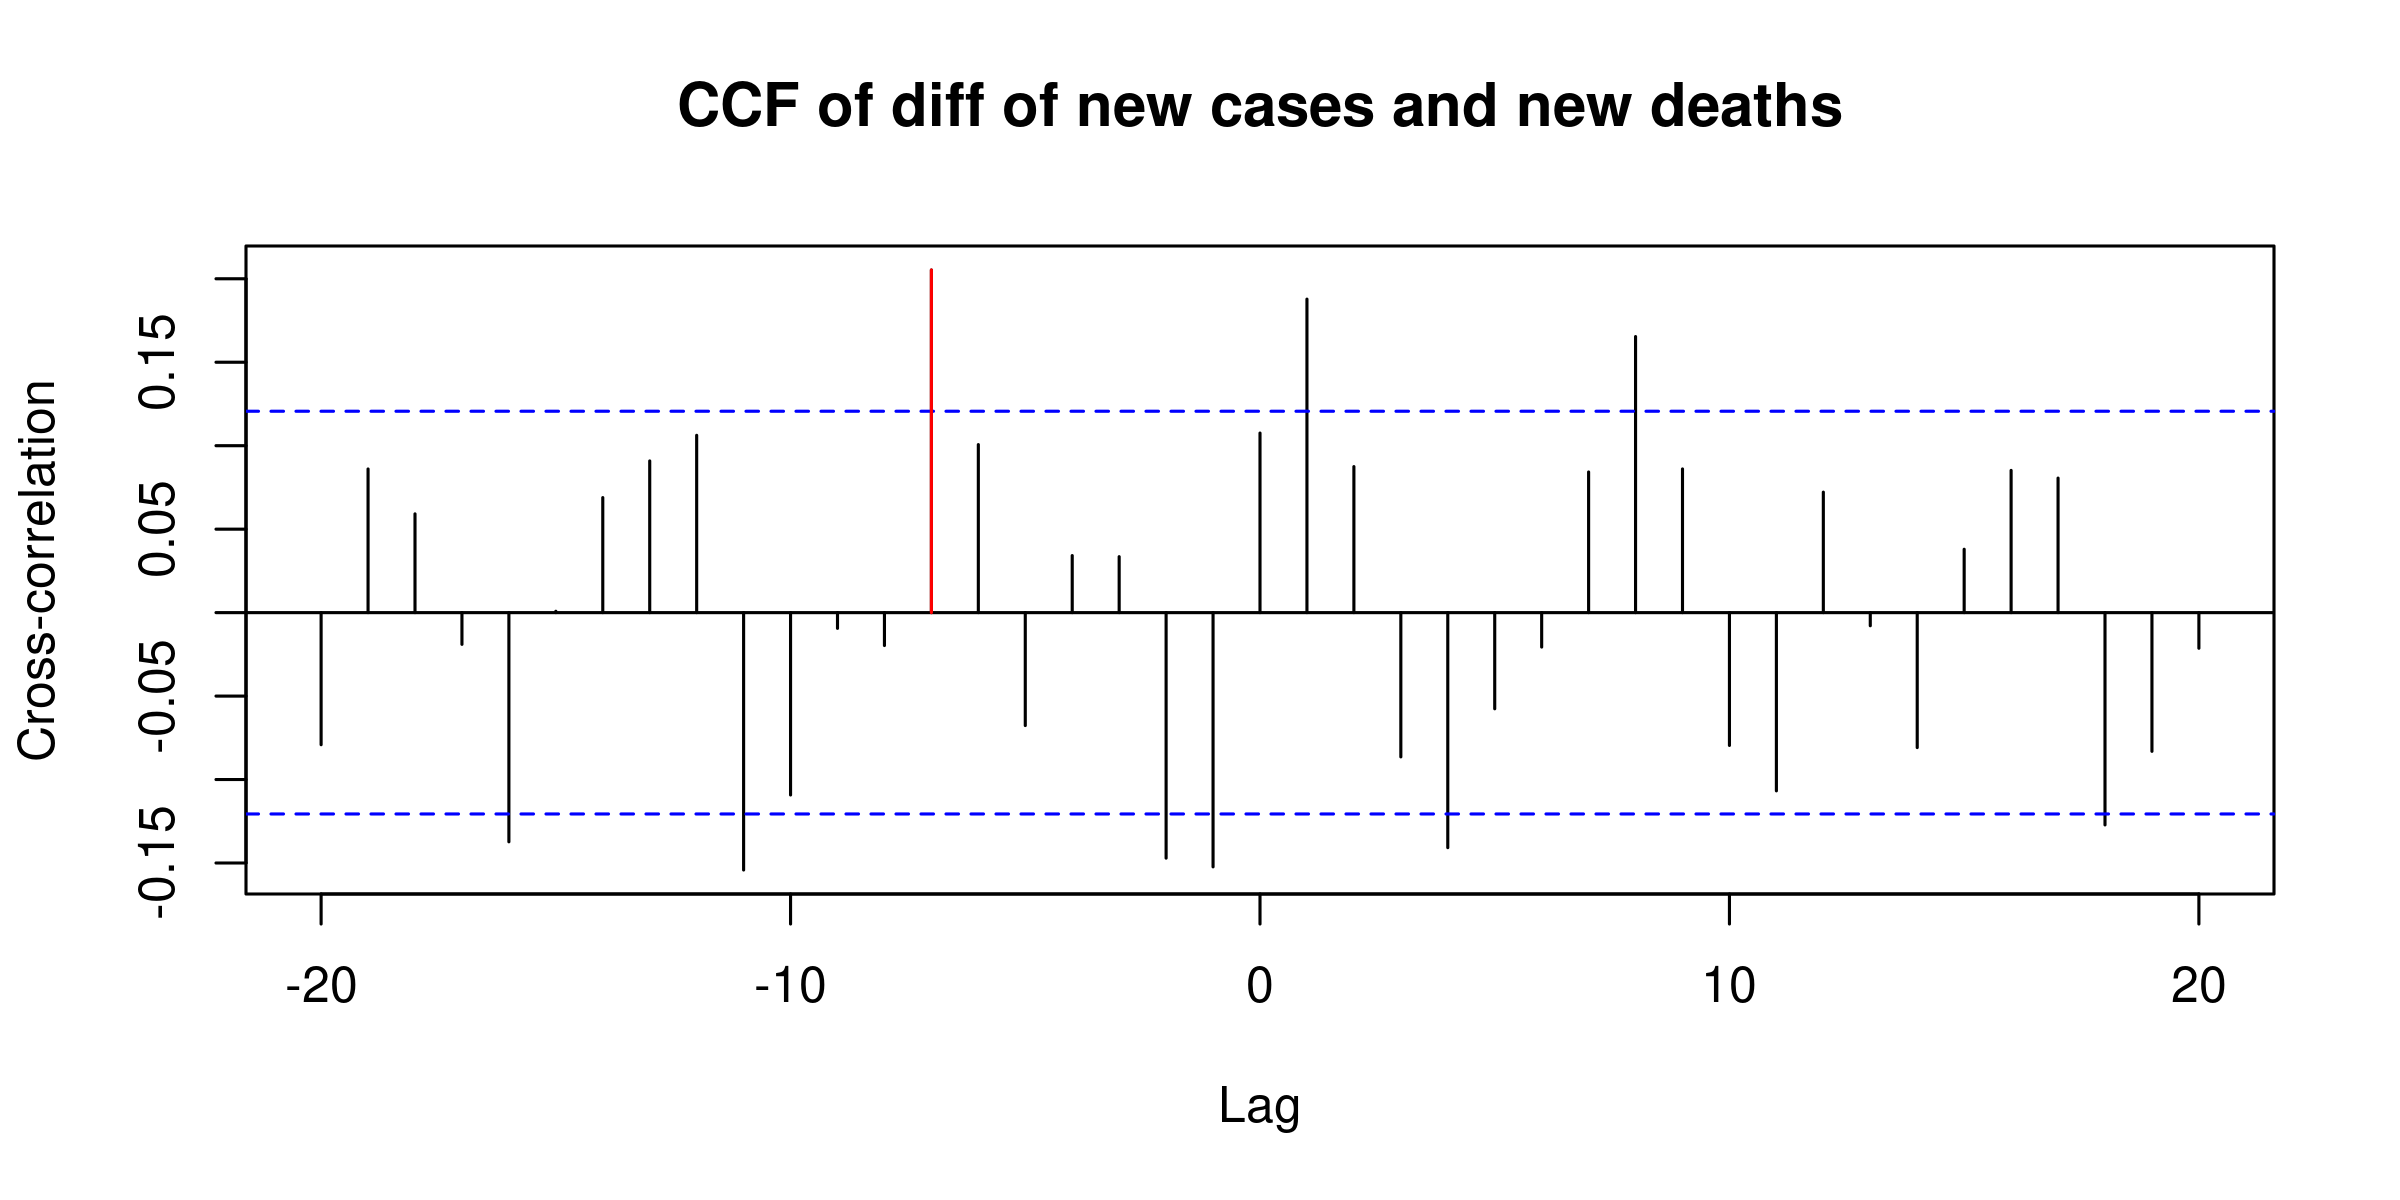 CCF of diff of new cases and new deaths
Cross-correlation
0.15
0.05
-0.05
-0.15
-20 -10 0 10 20
Lag